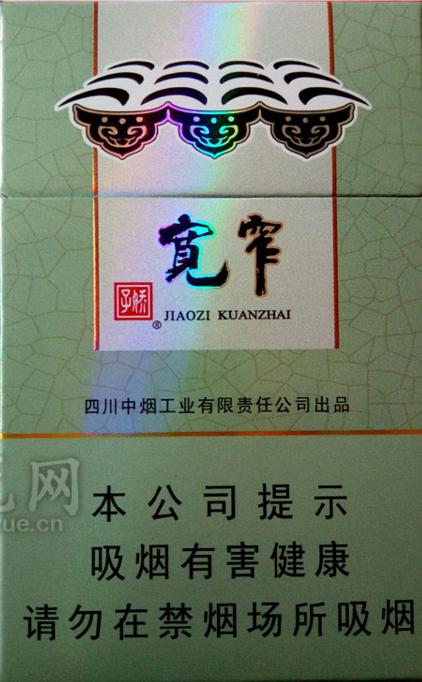 寬窄
娇子
® JIAOZI KUANZHAI
四川中烟工业有限责任公司出品
网
ue.cn
本公司提示
吸烟有害健康
请勿在禁烟场所吸烟